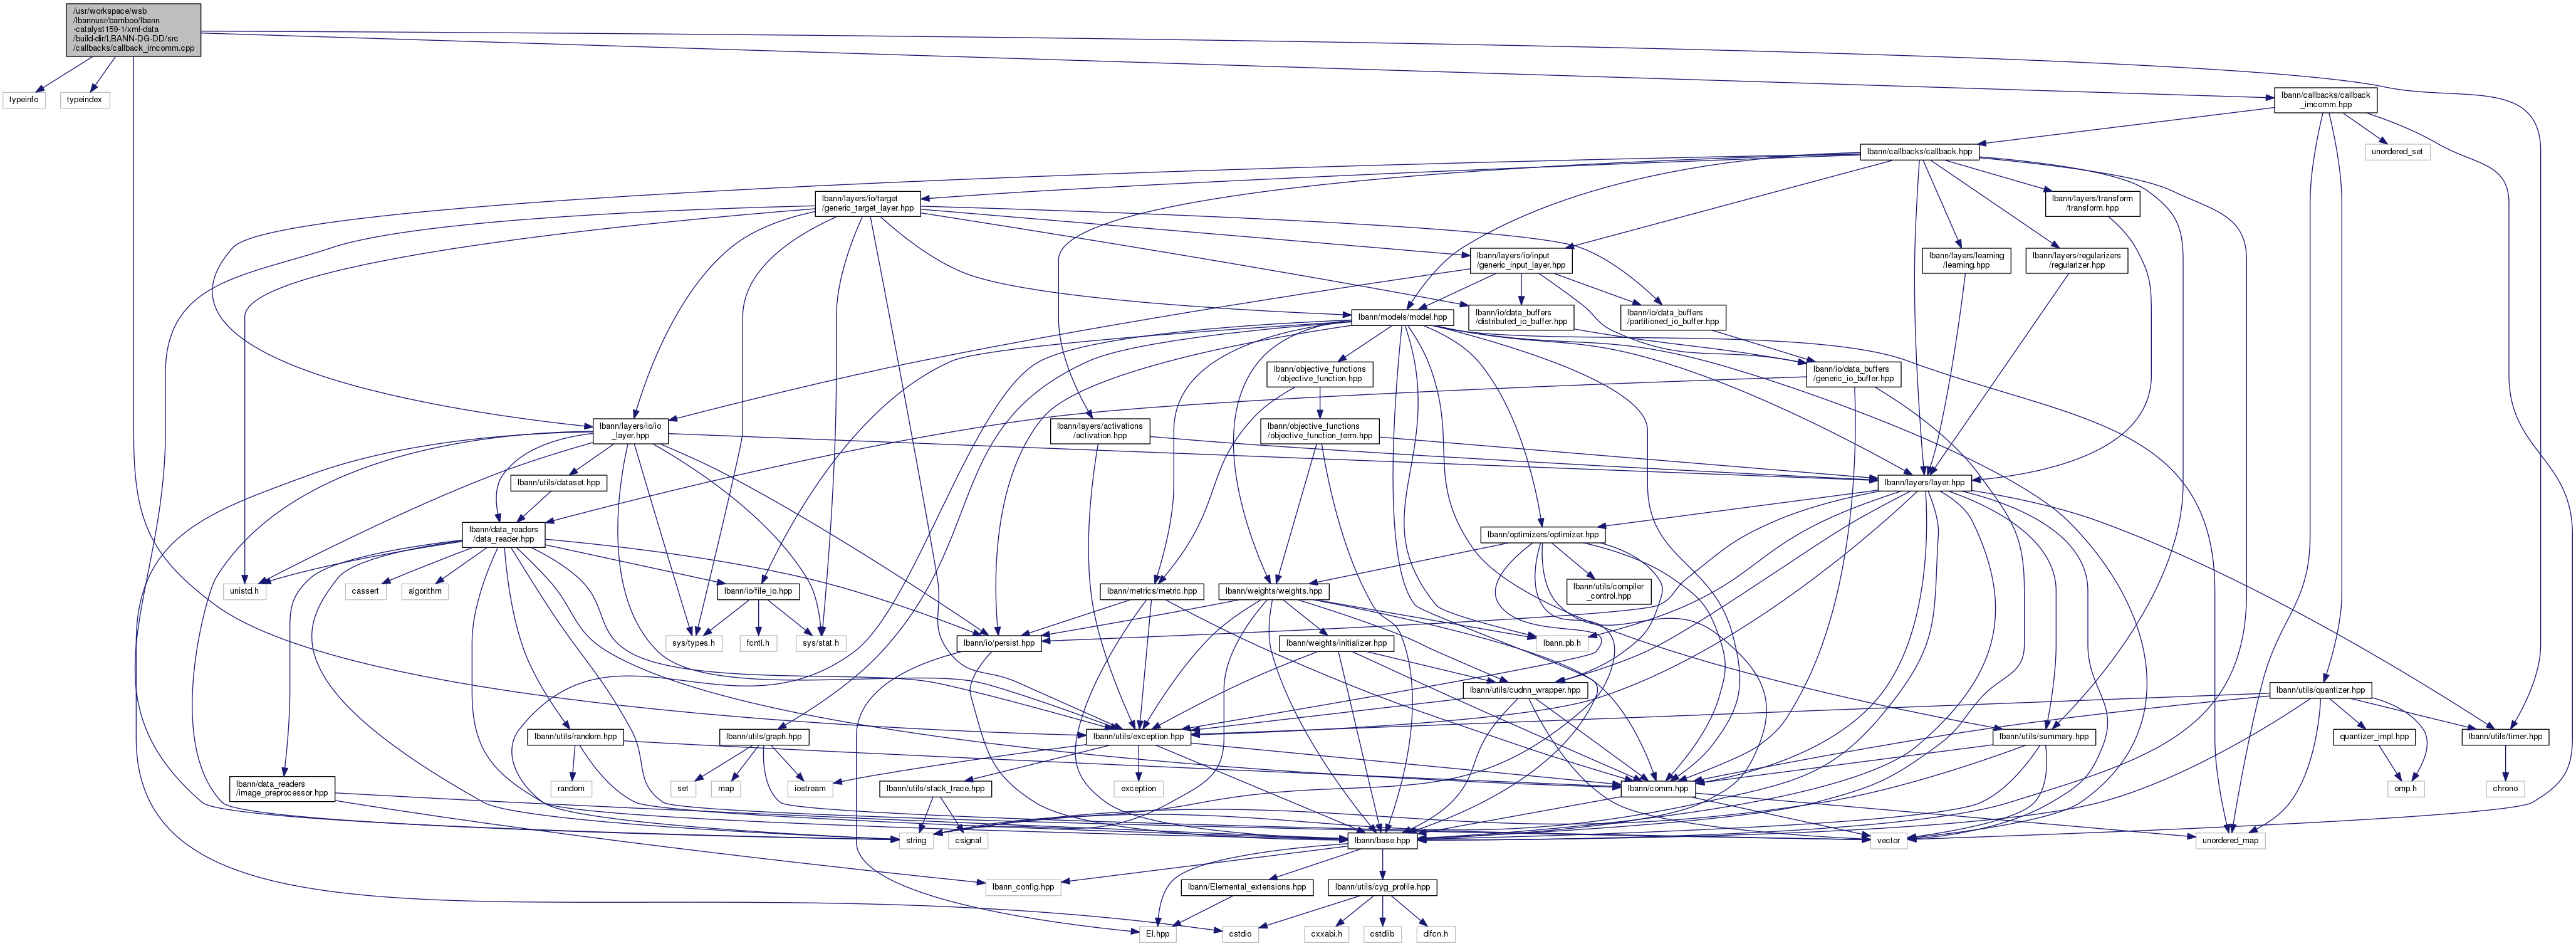 /usr/workspace/wsb
/lbannusr/bamboo/lbann
-catalyst159-1/xml-data
/build-dir/LBANN-DG-DD/src
/callbacks/callback_imcomm.cpp
typeinfo
typeindex
lbann/callbacks/callback
_imcomm.hpp
lbann/callbacks/callback.hpp
unordered_set
lbann/layers/io/target
/generic_target_layer.hpp
lbann/layers/transform
/transform.hpp
lbann/layers/io/input
/generic_input_layer.hpp
lbann/layers/learning
/learning.hpp
lbann/layers/regularizers
/regularizer.hpp
lbann/models/model.hpp
lbann/io/data_buffers
/distributed_io_buffer.hpp
lbann/io/data_buffers
/partitioned_io_buffer.hpp
lbann/objective_functions
/objective_function.hpp
lbann/io/data_buffers
/generic_io_buffer.hpp
lbann/layers/io/io
_layer.hpp
lbann/layers/activations
/activation.hpp
lbann/objective_functions
/objective_function_term.hpp
lbann/utils/dataset.hpp
lbann/layers/layer.hpp
lbann/data_readers
/data_reader.hpp
lbann/optimizers/optimizer.hpp
unistd.h
cassert
algorithm
lbann/io/file_io.hpp
lbann/metrics/metric.hpp
lbann/weights/weights.hpp
lbann/utils/compiler
_control.hpp
sys/types.h
fcntl.h
sys/stat.h
lbann/io/persist.hpp
lbann/weights/initializer.hpp
lbann.pb.h
lbann/utils/cudnn_wrapper.hpp
lbann/utils/quantizer.hpp
lbann/utils/random.hpp
lbann/utils/graph.hpp
lbann/utils/exception.hpp
lbann/utils/summary.hpp
quantizer_impl.hpp
lbann/utils/timer.hpp
lbann/data_readers
/image_preprocessor.hpp
random
set
map
iostream
lbann/utils/stack_trace.hpp
exception
lbann/comm.hpp
omp.h
chrono
string
csignal
lbann/base.hpp
vector
unordered_map
lbann_config.hpp
lbann/Elemental_extensions.hpp
lbann/utils/cyg_profile.hpp
El.hpp
cstdio
cxxabi.h
cstdlib
dlfcn.h